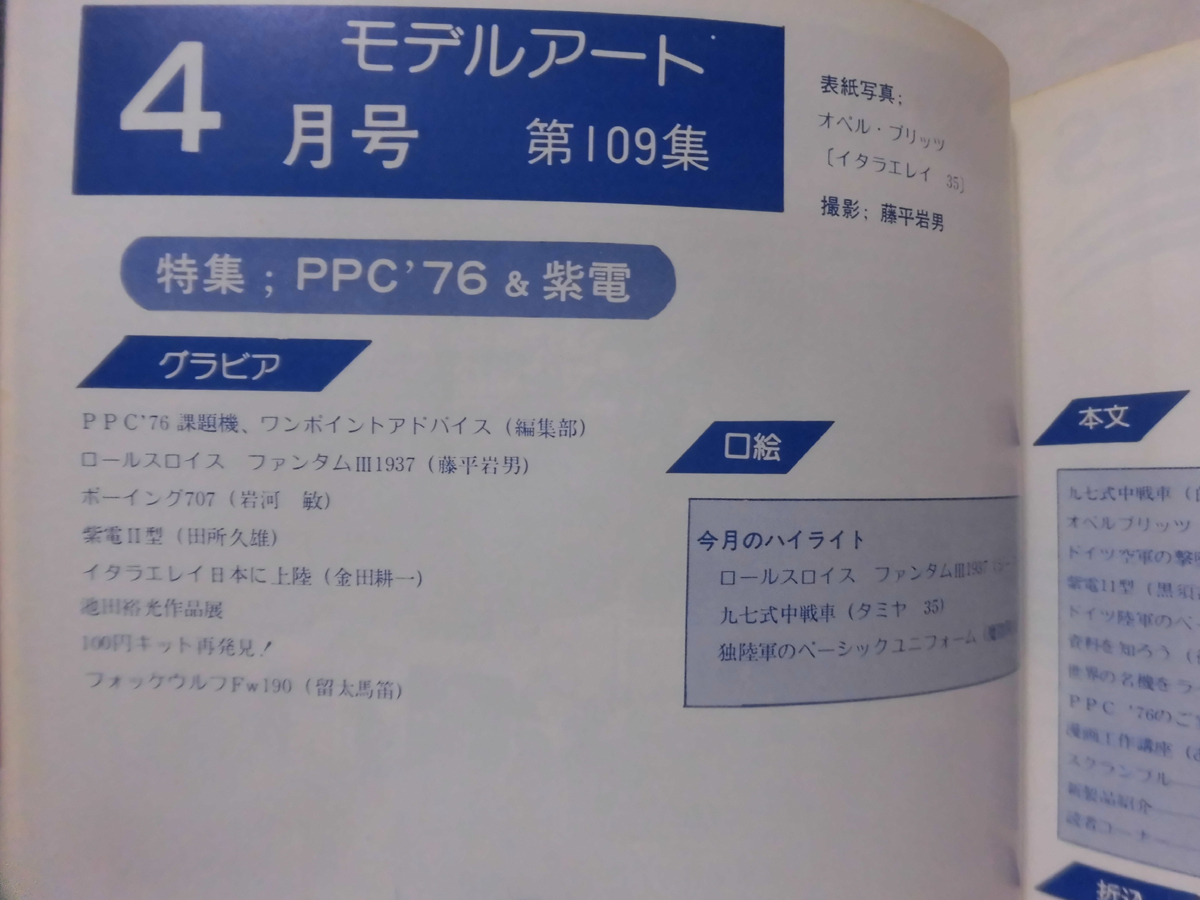 モデルアート
4月号 第109集
表紙写真；
オペル・ブリッツ
〔イタラエレイ 35〕
撮影；藤平岩男
特集；PPC'76 & 紫電
グラビア
PPC'76 課題機、ワンポイントアドバイス（編集部）
ロールスロイス ファンタムⅢ1937（藤平岩男）
ボーイング707（岩河 敏）
紫電Ⅱ型（田所久雄）
イタラエレイ日本に上陸（金田耕一）
池田裕光作品展
100円キット再発見！
フォッケウルフFw190（留太馬笛）
口絵
今月のハイライト
ロールスロイス ファンタムⅢ1937
九七式中戦車（タミヤ 35）
独陸軍のベーシックユニフォーム
本文
九七式中戦車（
オペルブリッツ
ドイツ空軍の撃
紫電11型（黒須
ドイツ陸軍のベー
資料を知ろう（
世界の名機をラ
PPC '76のご
漫画工作講座（
スクランブル
新製品紹介
読者コーナー
折込